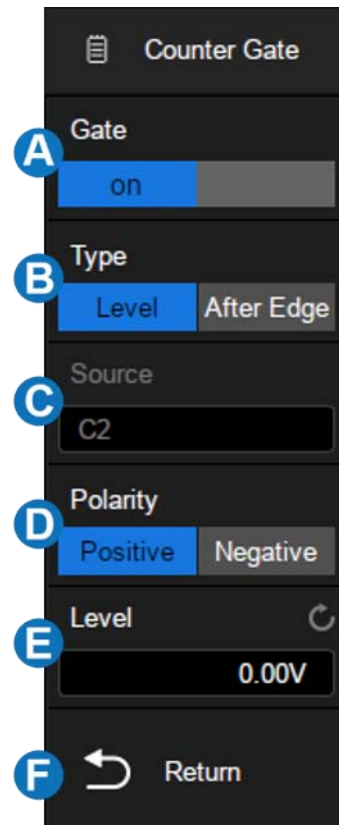 Counter Gate
Gate
A
on
Type
B
Level After Edge
Source
C
C2
Polarity
D
Positive Negative
Level
E
0.00V
F Return